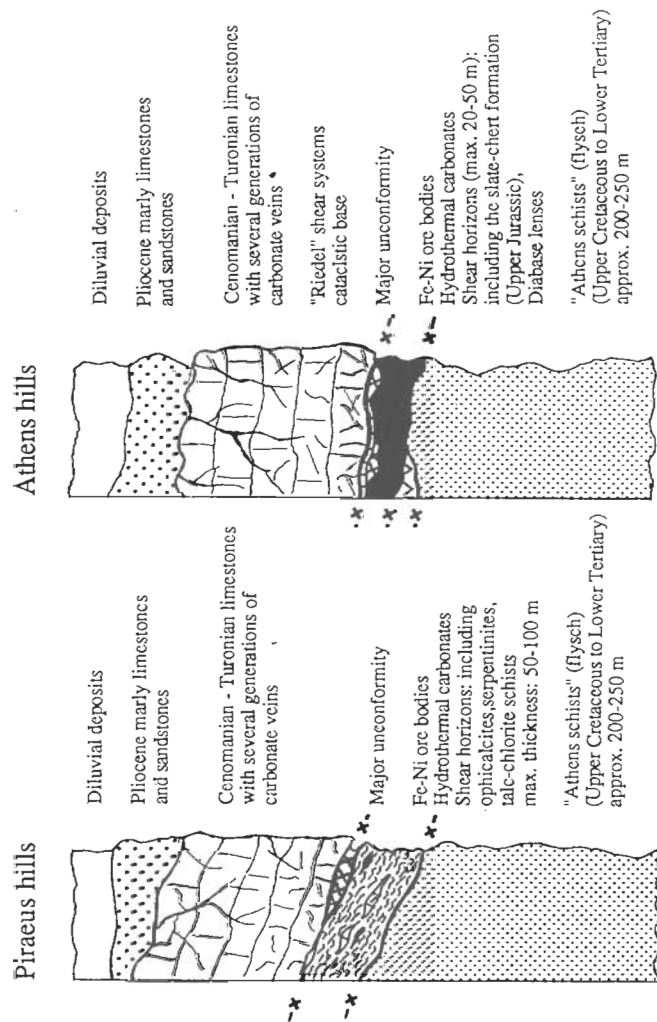 Piraeus hills
Diluvial deposits
Pliocene marly limestones
and sandstones
Cenomanian - Turonian limestones
with several generations of
carbonate veins
Major unconformity
Fe-Ni ore bodies
Hydrothermal carbonates
Shear horizons: including
ophicalcites,serpentinites,
talc-chlorite schists
max. thickness: 50-100 m
"Athens schists" (flysch)
(Upper Cretaceous to Lower Tertiary)
approx. 200-250 m
Athens hills
Diluvial deposits
Pliocene marly limestones
and sandstones
Cenomanian - Turonian limestones
with several generations of
carbonate veins
"Riedel" shear systems
cataclstic base
Major unconformity
Fe-Ni ore bodies
Hydrothermal carbonates
Shear horizons (max. 20-50 m):
including the slate-chert formation
(Upper Jurassic),
Diabase lenses
"Athens schists" (flysch)
(Upper Cretaceous to Lower Tertiary)
approx. 200-250 m